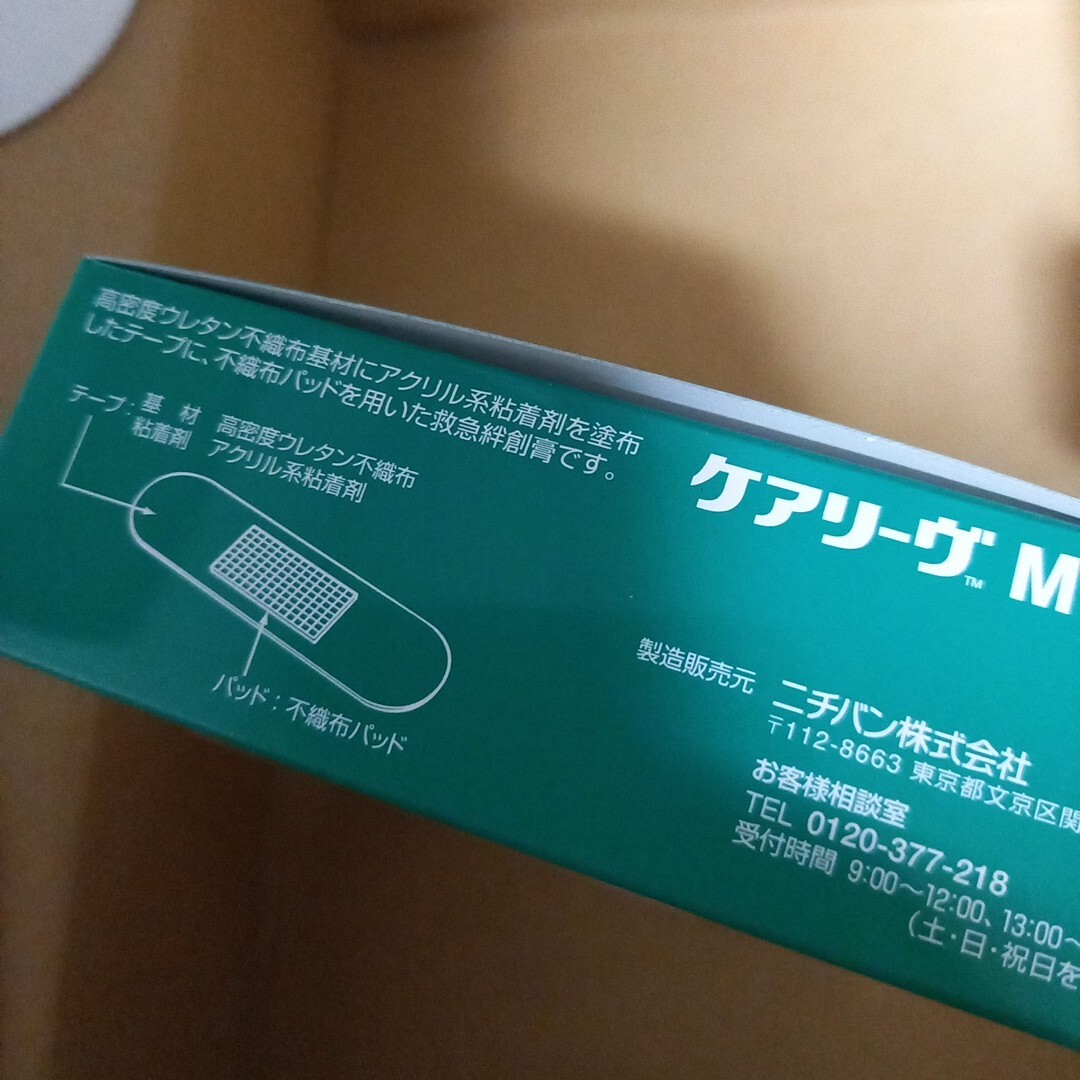 高密度ウレタン不織布基材にアクリル系粘着剤を塗布
したテープに、不織布パッドを用いた救急絆創膏です。
テープ：基 材 高密度ウレタン不織布
粘着剤 アクリル系粘着剤
パッド：不織布パッド
ケアリーヴ™ M
製造販売元 ニチバン株式会社
〒112-8663 東京都文京区関
お客様相談室
TEL 0120-377-218
受付時間 9:00〜12:00、13:00〜
（土・日・祝日を